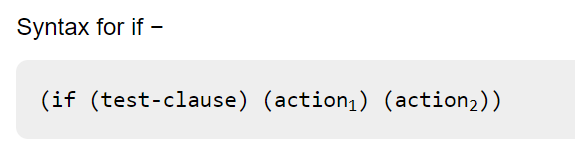 Syntax for if −
(if (test-clause) (action₁) (action₂))